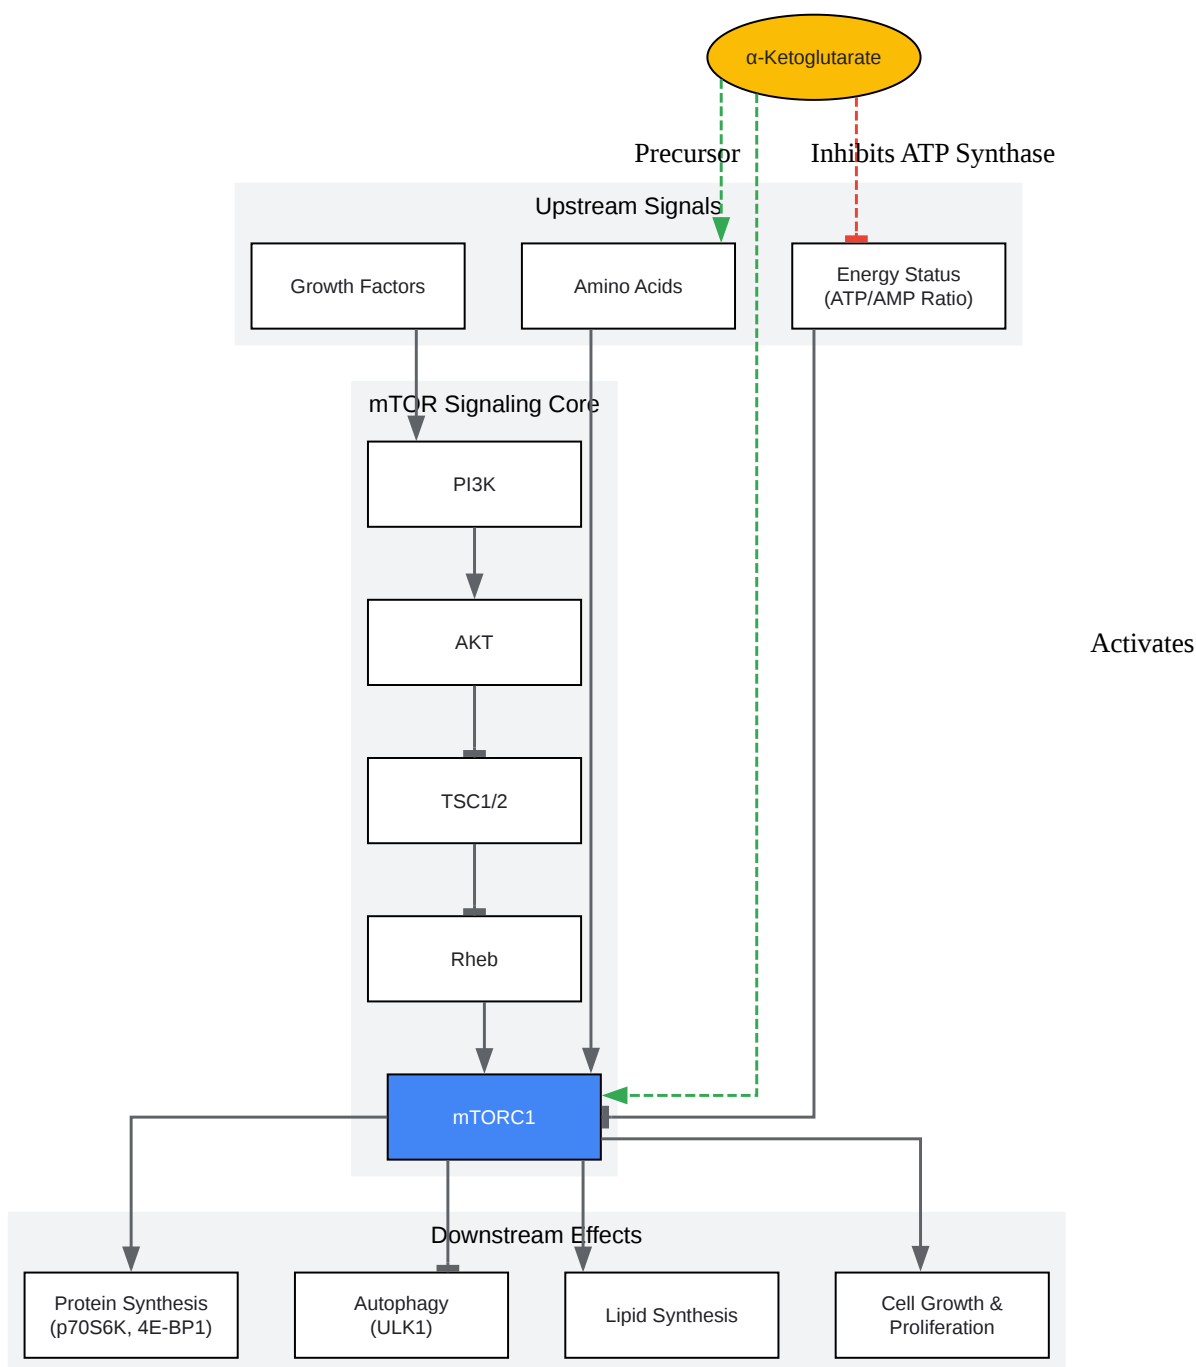 α-Ketoglutarate
Precursor
Inhibits ATP Synthase
Upstream Signals
Growth Factors
Amino Acids
Energy Status
(ATP/AMP Ratio)
mTOR Signaling Core
PI3K
AKT
Activates
TSC1/2
Rheb
mTORC1
Downstream Effects
Protein Synthesis
(p70S6K, 4E-BP1)
Autophagy
(ULK1)
Lipid Synthesis
Cell Growth &
Proliferation